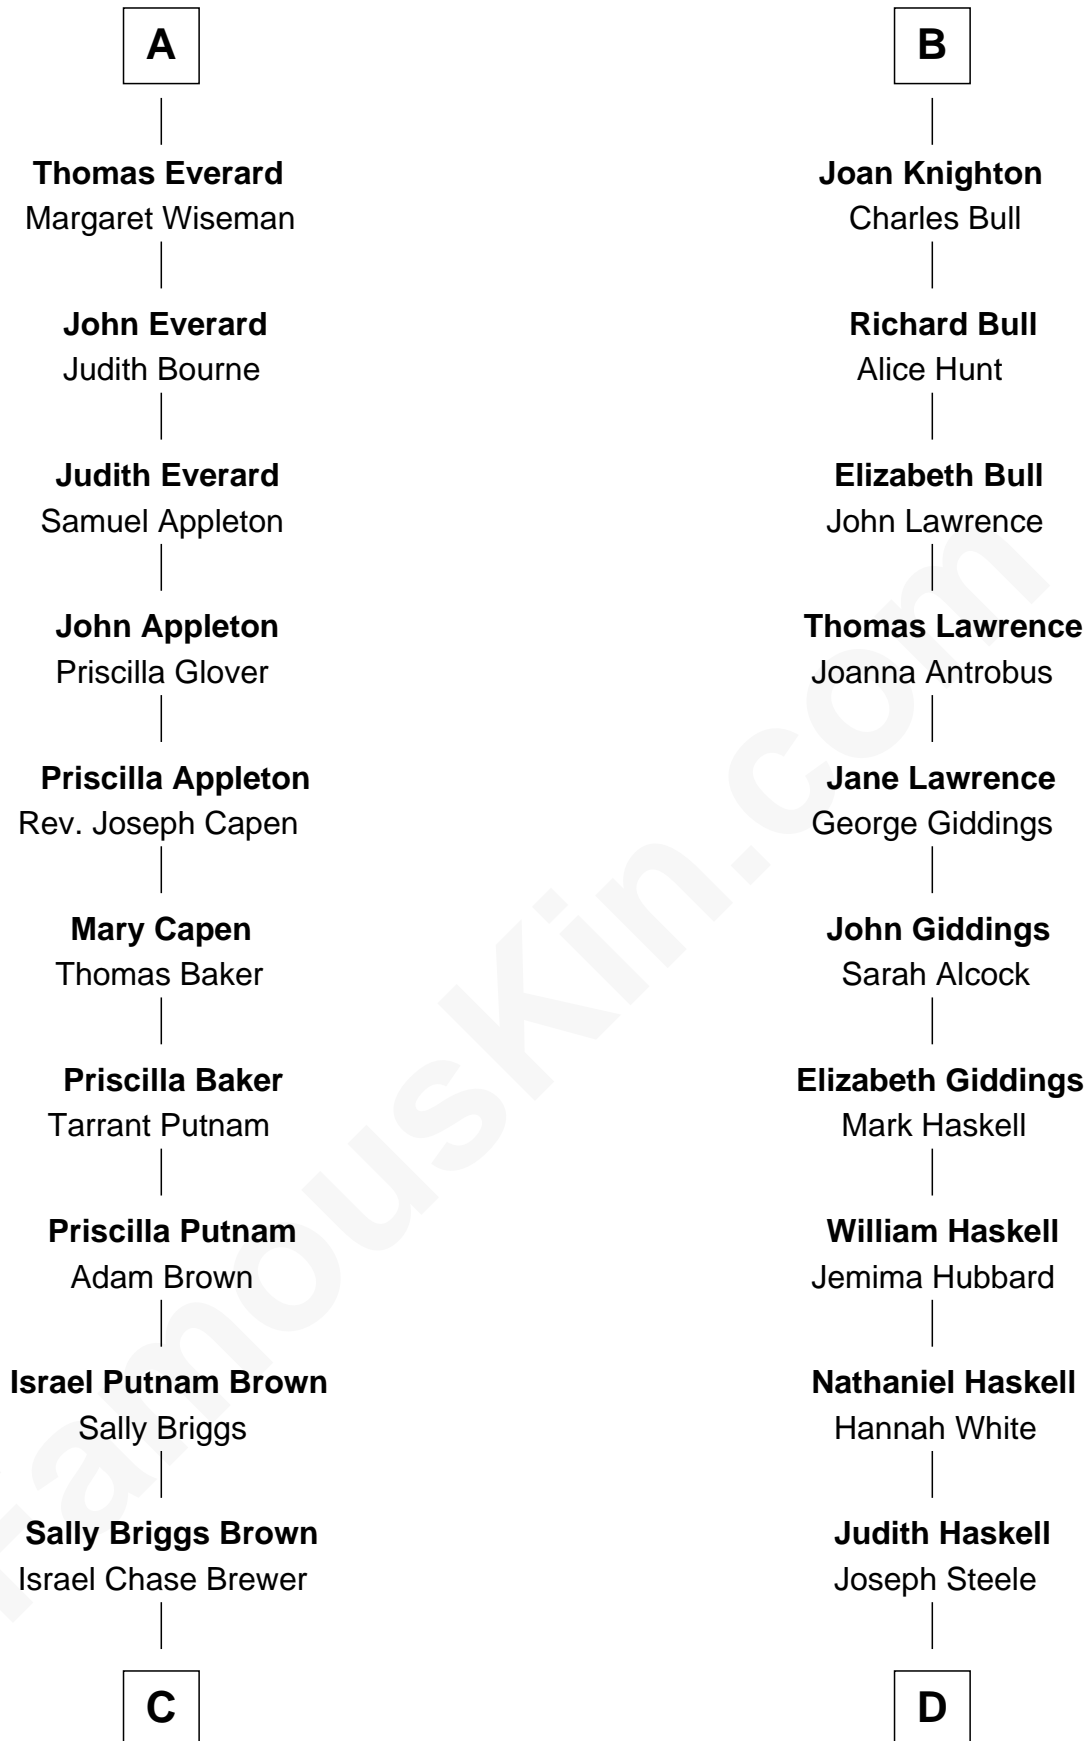 A
Thomas Everard
Margaret Wiseman
John Everard
Judith Bourne
Judith Everard
Samuel Appleton
John Appleton
Priscilla Glover
Priscilla Appleton
Rev. Joseph Capen
Mary Capen
Thomas Baker
Priscilla Baker
Tarrant Putnam
Priscilla Putnam
Adam Brown
Israel Putnam Brown
Sally Briggs
Sally Briggs Brown
Israel Chase Brewer
C
B
Joan Knighton
Charles Bull
Richard Bull
Alice Hunt
Elizabeth Bull
John Lawrence
Thomas Lawrence
Joanna Antrobus
Jane Lawrence
George Giddings
John Giddings
Sarah Alcock
Elizabeth Giddings
Mark Haskell
William Haskell
Jemima Hubbard
Nathaniel Haskell
Hannah White
Judith Haskell
Joseph Steele
D
FamousKin.com